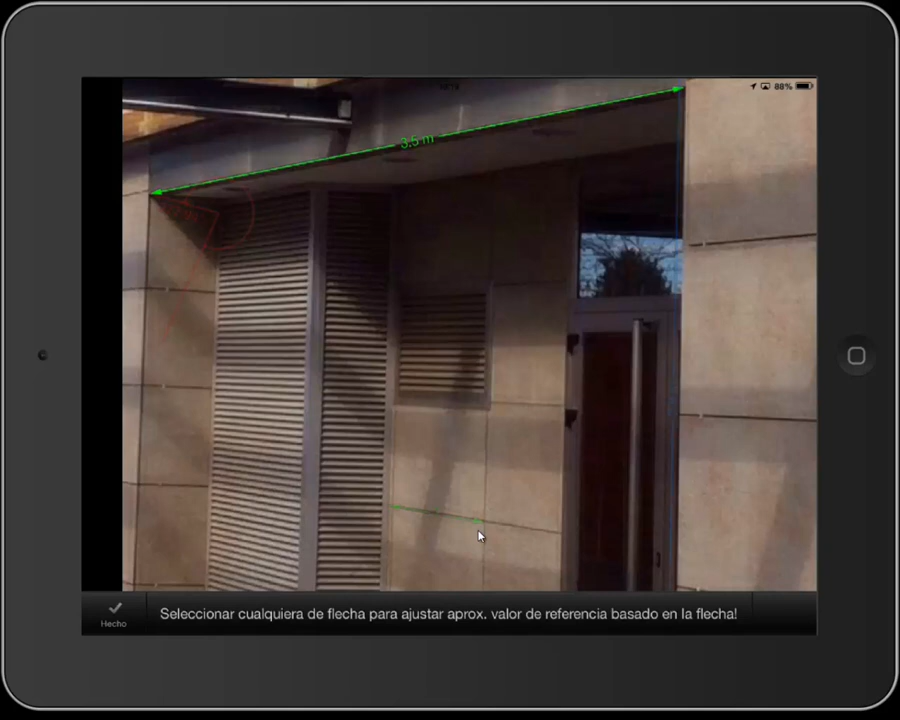 88%
3.5 m
Seleccionar cualquiera de flecha para ajustar aprox. valor de referencia basado en la flecha!
Hecho